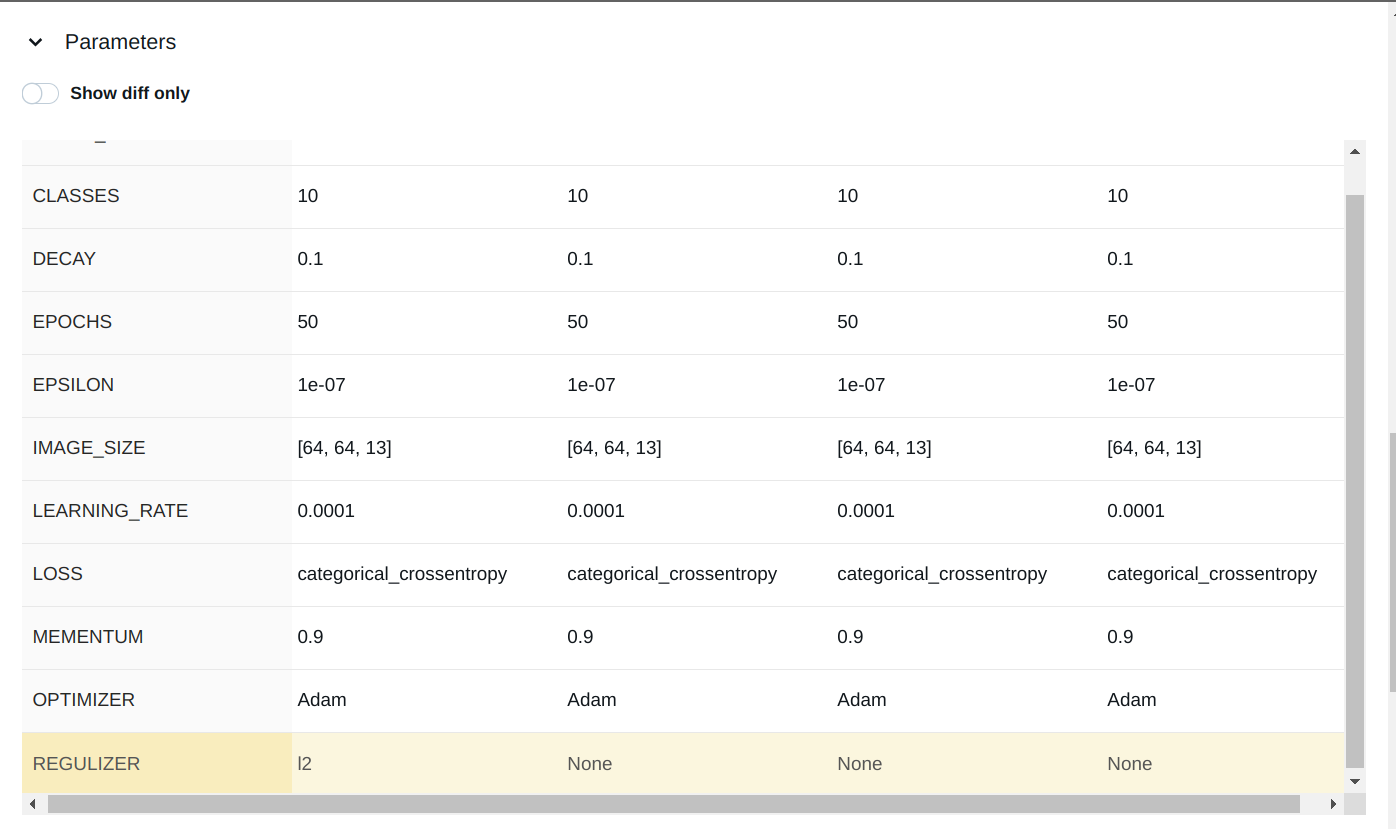 Parameters
Show diff only
CLASSES 10 10 10 10
DECAY 0.1 0.1 0.1 0.1
EPOCHS 50 50 50 50
EPSILON 1e-07 1e-07 1e-07 1e-07
IMAGE_SIZE [64, 64, 13] [64, 64, 13] [64, 64, 13] [64, 64, 13]
LEARNING_RATE 0.0001 0.0001 0.0001 0.0001
LOSS categorical_crossentropy categorical_crossentropy categorical_crossentropy categorical_crossentropy
MEMENTUM 0.9 0.9 0.9 0.9
OPTIMIZER Adam Adam Adam Adam
REGULIZER l2 None None None